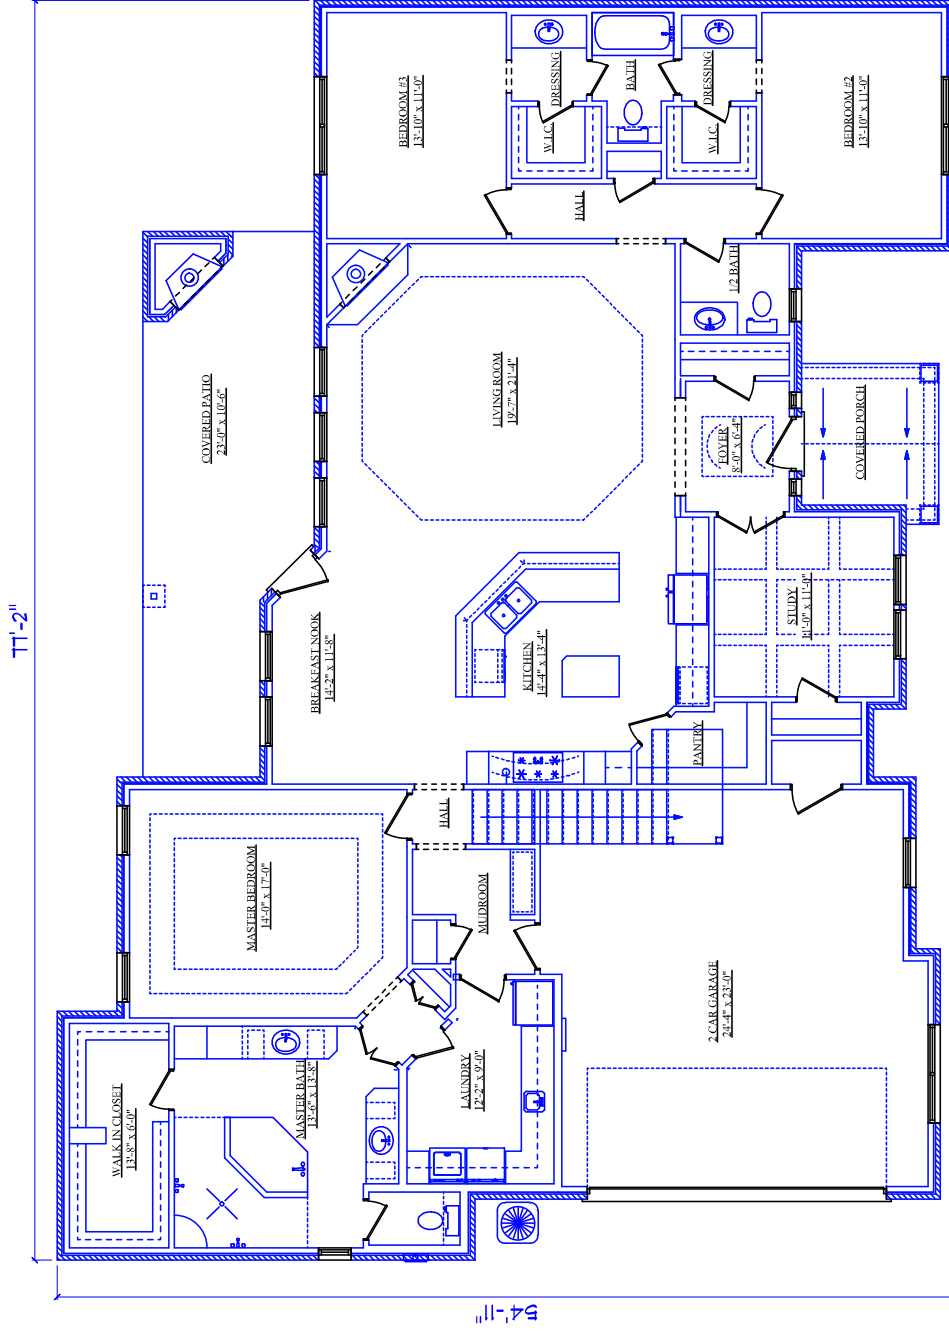 77'-2"
54'-11"
BEDROOM #3
13'-10" x 11'-0"
DRESSING
BATH
DRESSING
W.I.C.
W.I.C.
BEDROOM #2
13'-10" x 11'-0"
HALL
1/2 BATH
COVERED PATIO
23'-0" x 10'-6"
LIVING ROOM
19'-7" x 21'-4"
FOYER
8'-0" x 6'-4"
COVERED PORCH
BREAKFAST NOOK
14'-2" x 11'-8"
KITCHEN
14'-4" x 13'-4"
STUDY
11'-0" x 11'-0"
PANTRY
HALL
MASTER BEDROOM
14'-0" x 17'-0"
MUDROOM
2 CAR GARAGE
24'-4" x 23'-0"
WALK IN CLOSET
13'-8" x 6'-0"
MASTER BATH
13'-6" x 13'-8"
LAUNDRY
12'-2" x 9'-0"